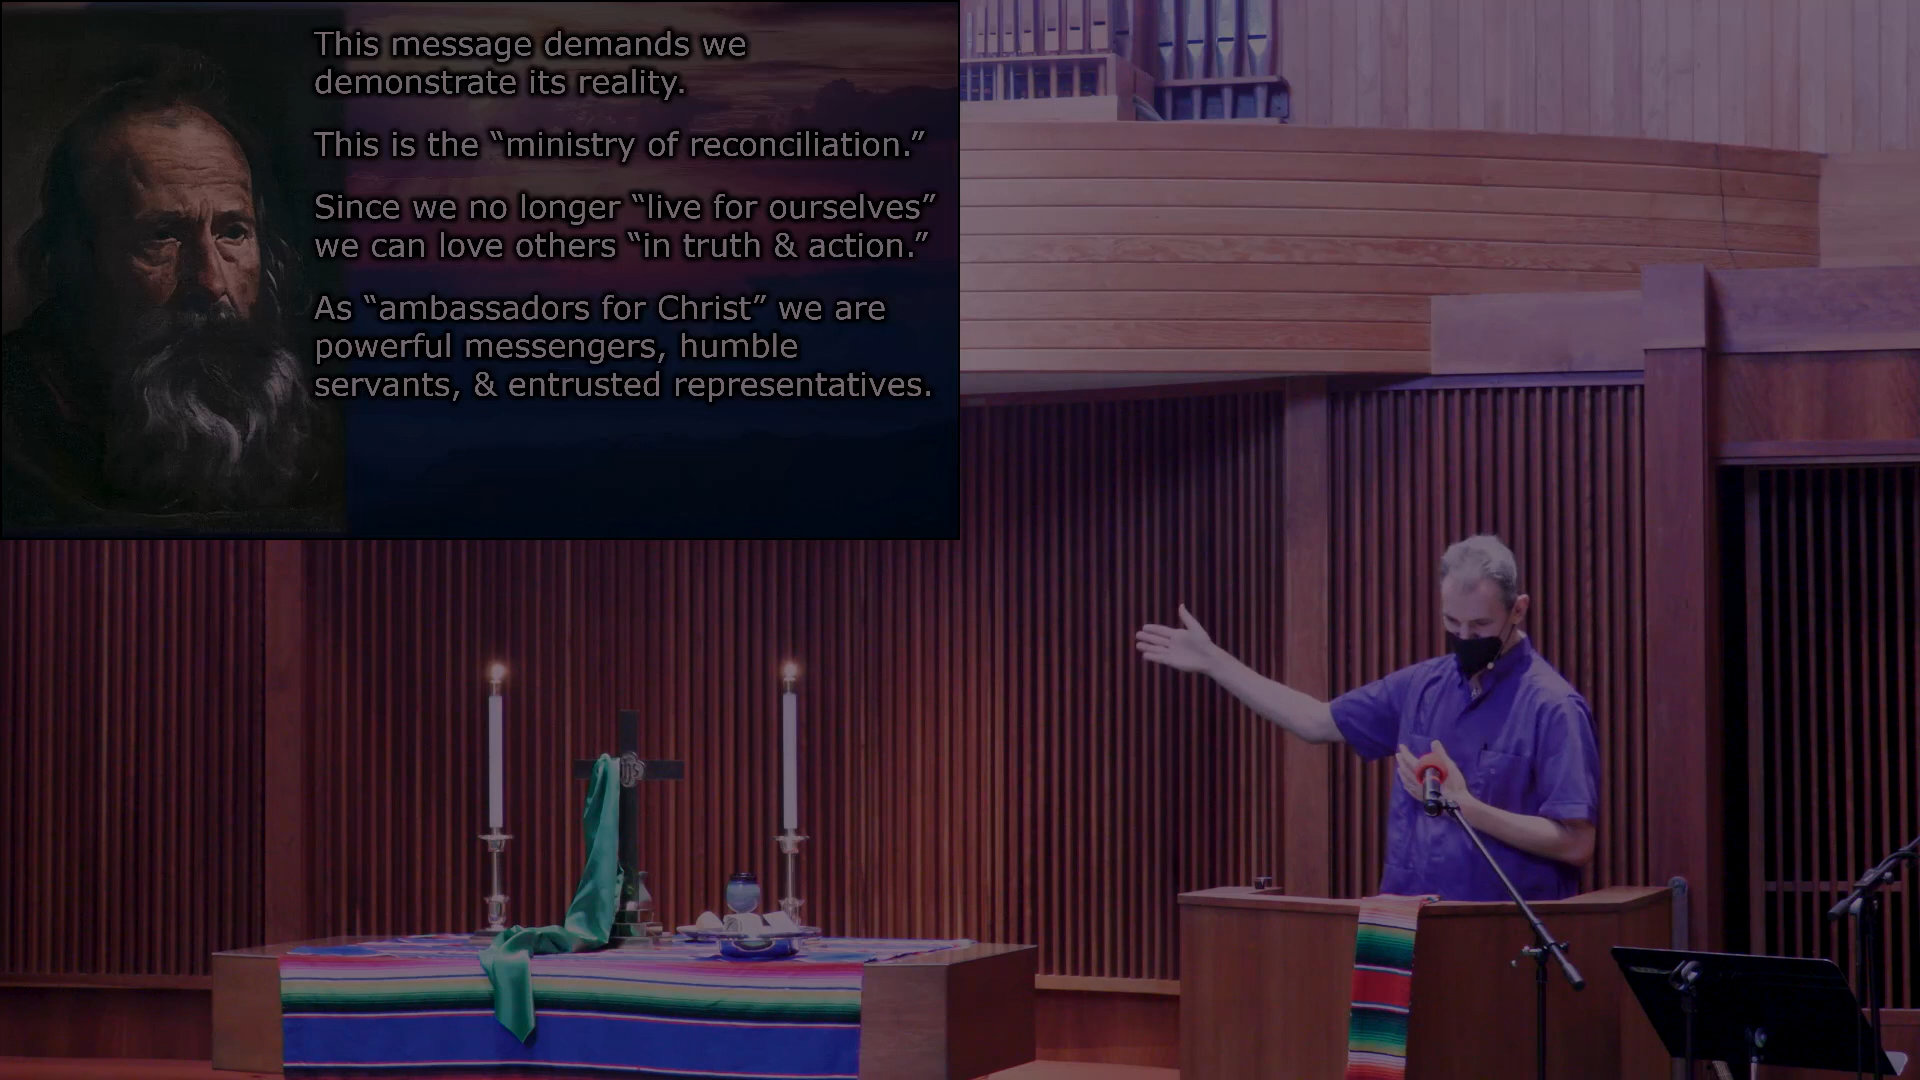 This message demands we
demonstrate its reality.
This is the “ministry of reconciliation.”
Since we no longer “live for ourselves”
we can love others “in truth & action.”
As “ambassadors for Christ” we are
powerful messengers, humble
servants, & entrusted representatives.